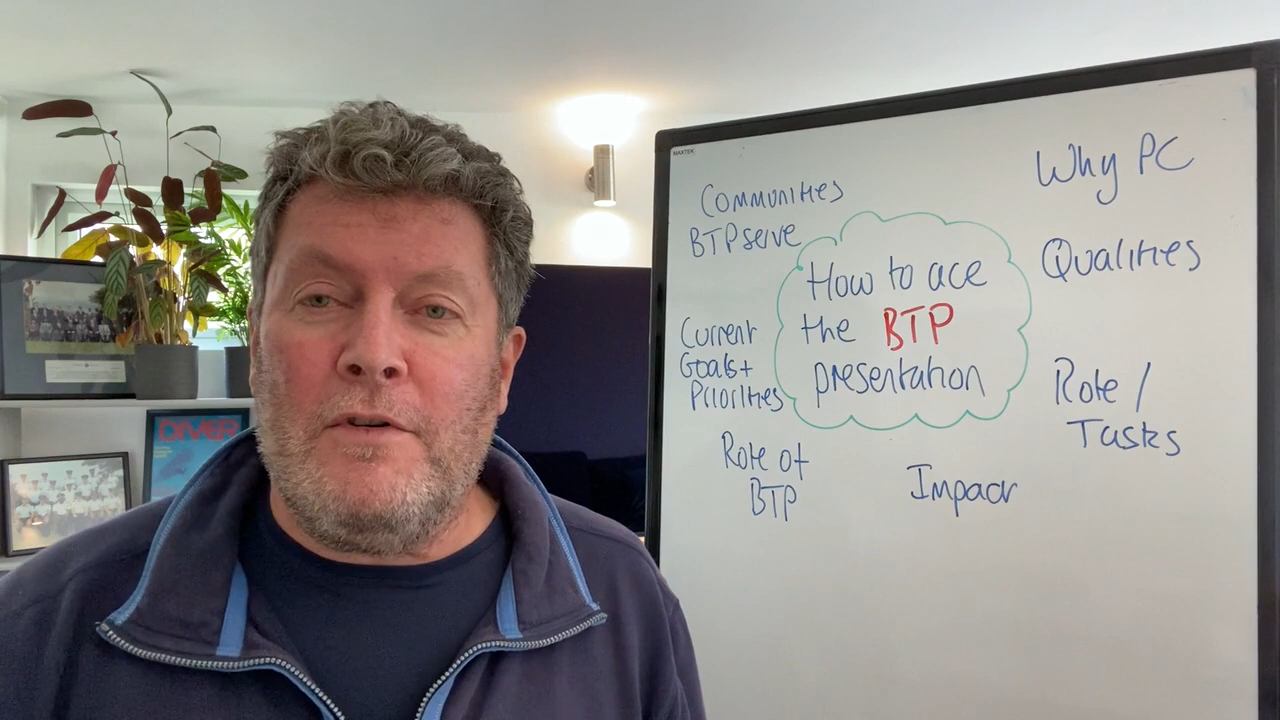 MAXTEK
Why PC
Communities
BTP serve
Qualities
How to ace
the BTP
presentation
Current
Goals +
Priorities
Role /
Tasks
Role of
BTP
Impact
DIVER